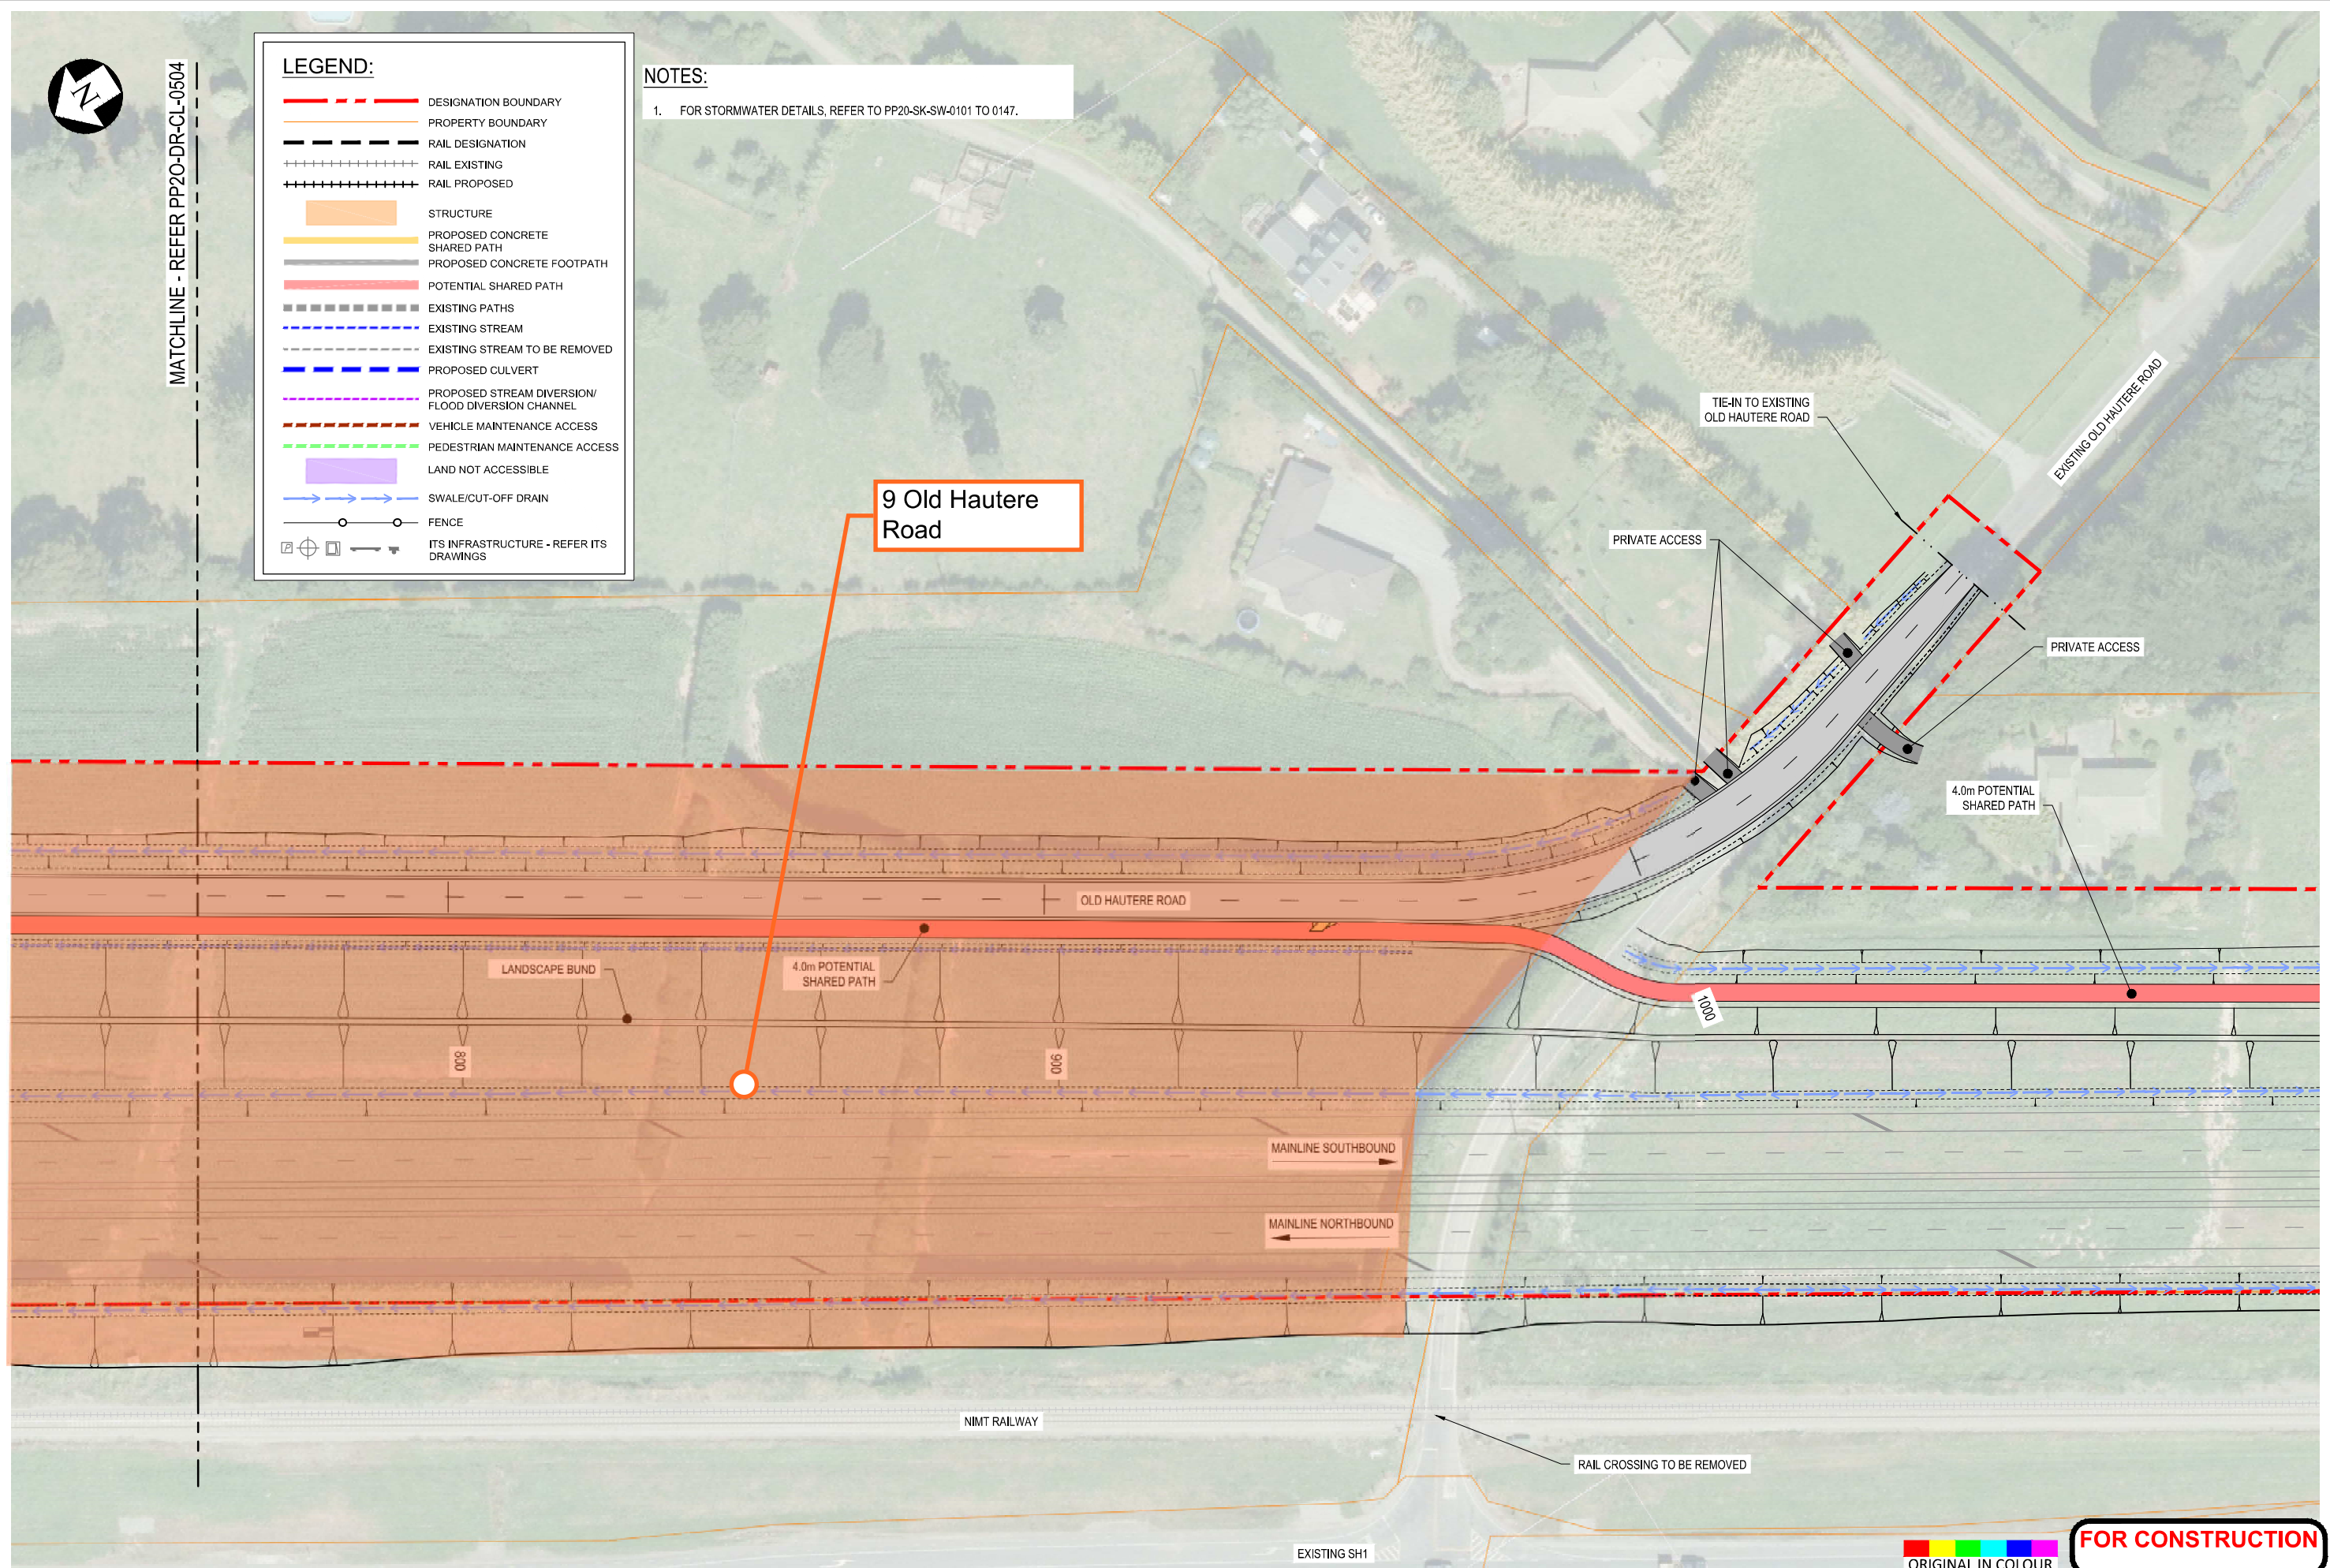 MATCHLINE - REFER PP2O-DR-CL-0504
N
LEGEND:
DESIGNATION BOUNDARY
PROPERTY BOUNDARY
RAIL DESIGNATION
RAIL EXISTING
RAIL PROPOSED
STRUCTURE
PROPOSED CONCRETE
SHARED PATH
PROPOSED CONCRETE FOOTPATH
POTENTIAL SHARED PATH
EXISTING PATHS
EXISTING STREAM
EXISTING STREAM TO BE REMOVED
PROPOSED CULVERT
PROPOSED STREAM DIVERSION/
FLOOD DIVERSION CHANNEL
VEHICLE MAINTENANCE ACCESS
PEDESTRIAN MAINTENANCE ACCESS
LAND NOT ACCESSIBLE
SWALE/CUT-OFF DRAIN
FENCE
P
ITS INFRASTRUCTURE - REFER ITS
DRAWINGS
NOTES:
1. FOR STORMWATER DETAILS, REFER TO PP20-SK-SW-0101 TO 0147.
TIE-IN TO EXISTING
OLD HAUTERE ROAD
EXISTING OLD HAUTERE ROAD
9 Old Hautere
Road
PRIVATE ACCESS
PRIVATE ACCESS
4.0m POTENTIAL
SHARED PATH
OLD HAUTERE ROAD
LANDSCAPE BUND
4.0m POTENTIAL
SHARED PATH
1000
800
900
MAINLINE SOUTHBOUND
MAINLINE NORTHBOUND
NIMT RAILWAY
RAIL CROSSING TO BE REMOVED
EXISTING SH1
FOR CONSTRUCTION
ORIGINAL IN COLOUR